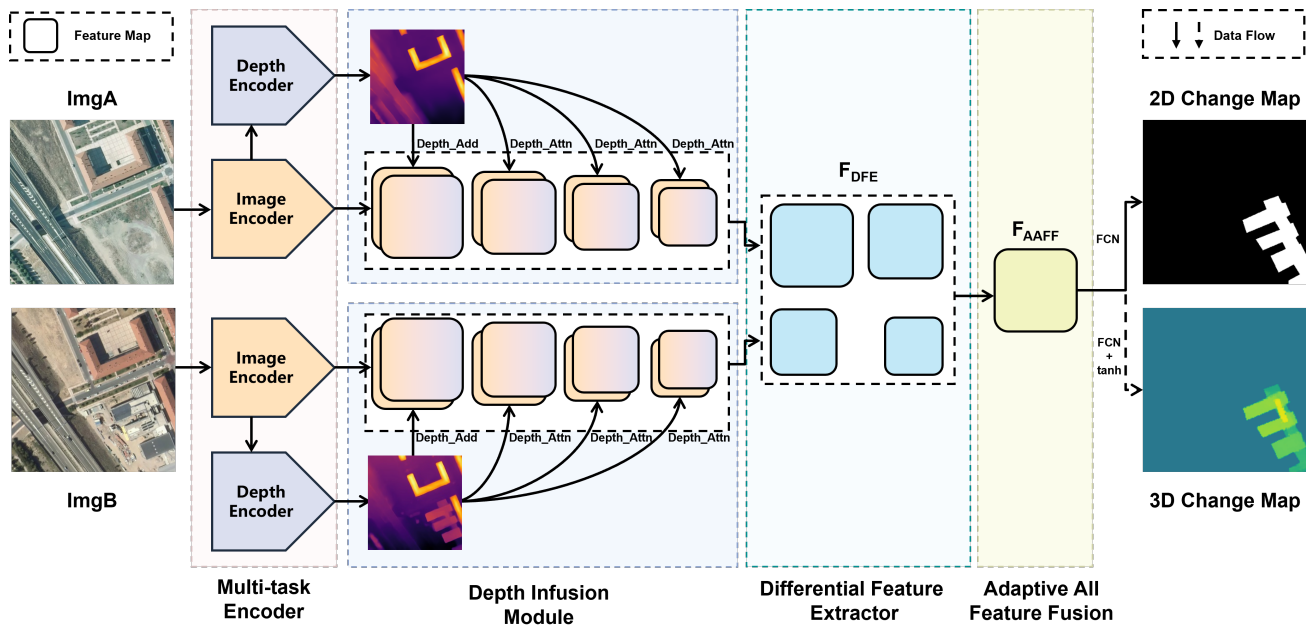 Feature Map
ImgA
ImgB
Depth
Encoder
Image
Encoder
Image
Encoder
Depth
Encoder
Multi-task
Encoder
Depth_Add
Depth_Attn
Depth_Attn
Depth_Attn
Depth_Add
Depth_Attn
Depth_Attn
Depth_Attn
Depth Infusion
Module
F_DFE
Differential Feature
Extractor
F_AAFF
Adaptive All
Feature Fusion
FCN
FCN
+
tanh
Data Flow
2D Change Map
3D Change Map